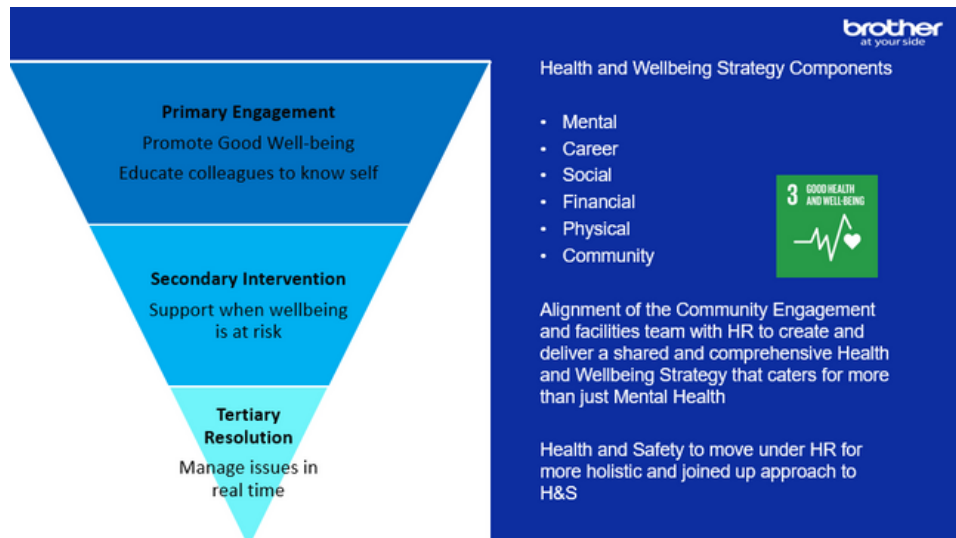 brother
at your side
Primary Engagement
Promote Good Well-being
Educate colleagues to know self
Secondary Intervention
Support when wellbeing
is at risk
Tertiary
Resolution
Manage issues in
real time
Health and Wellbeing Strategy Components
• Mental
• Career
• Social
• Financial
• Physical
• Community
3 GOOD HEALTH
AND WELL-BEING
Alignment of the Community Engagement
and facilities team with HR to create and
deliver a shared and comprehensive Health
and Wellbeing Strategy that caters for more
than just Mental Health
Health and Safety to move under HR for
more holistic and joined up approach to
H&S